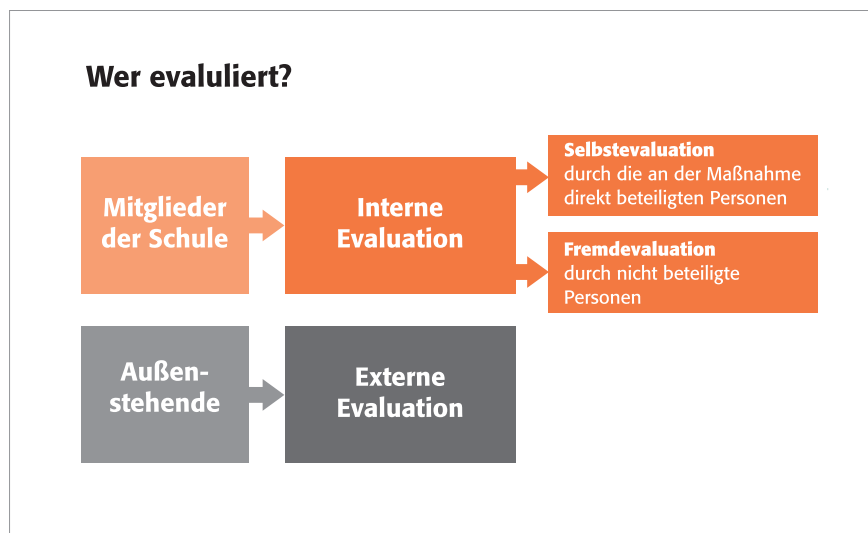 Wer evaluliert?
Mitglieder
der Schule
Interne
Evaluation
Selbstevaluation
durch die an der Maßnahme
direkt beteiligten Personen
Fremdevaluation
durch nicht beteiligte
Personen
Außen-
stehende
Externe
Evaluation